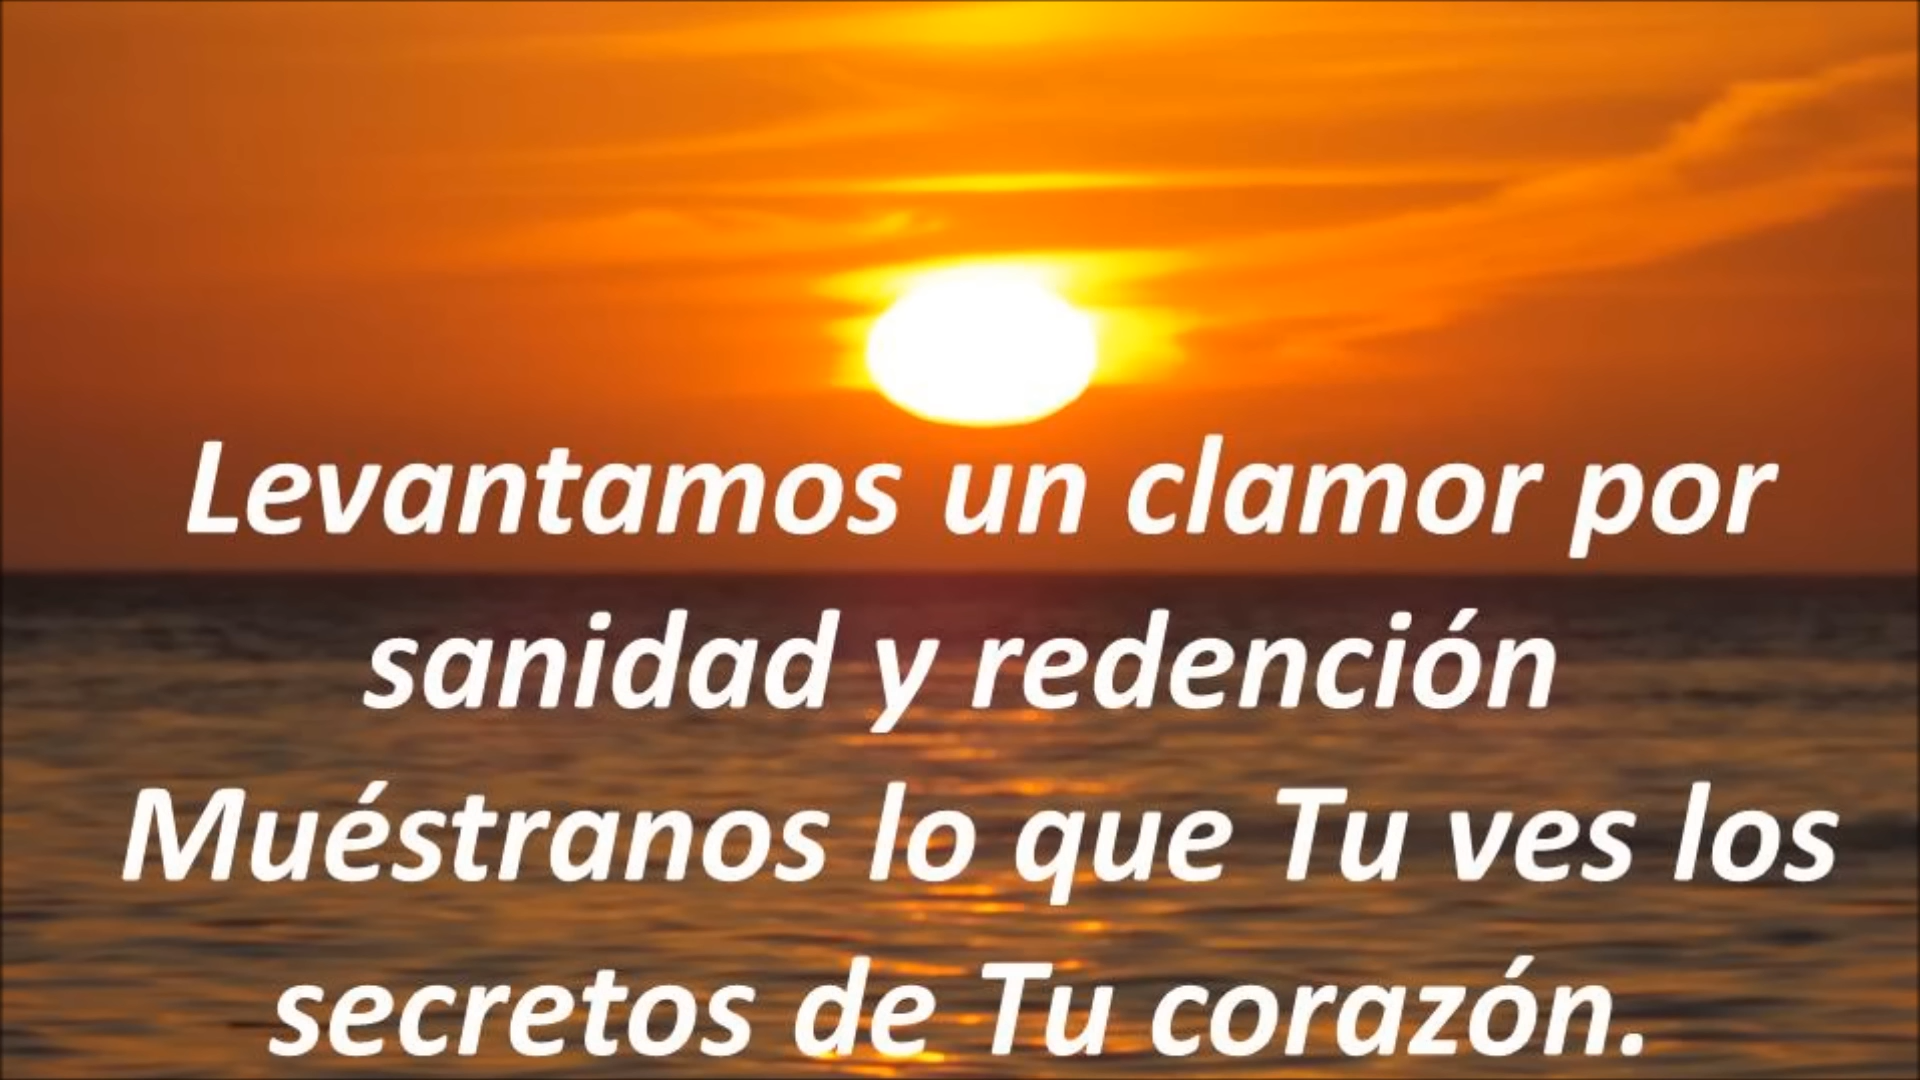 Levantamos un clamor por
sanidad y redención
Muéstranos lo que Tu ves los
secretos de Tu corazón.